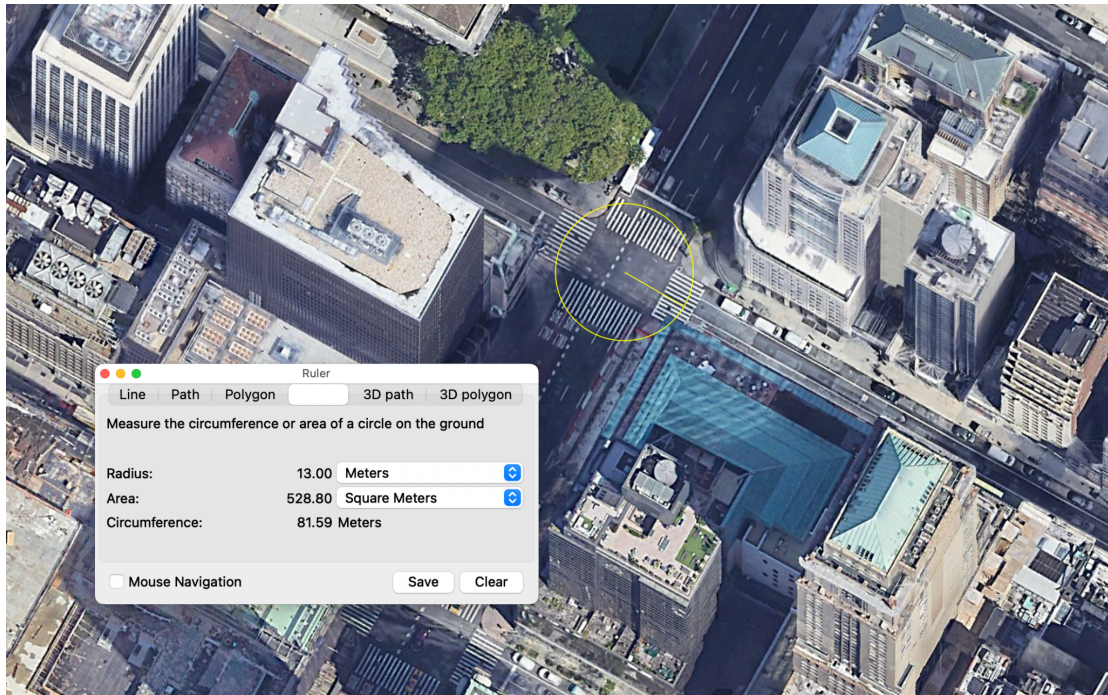 Ruler
Line Path Polygon 3D path 3D polygon
Measure the circumference or area of a circle on the ground
Radius: 13.00 Meters
Area: 528.80 Square Meters
Circumference: 81.59 Meters
Mouse Navigation Save Clear